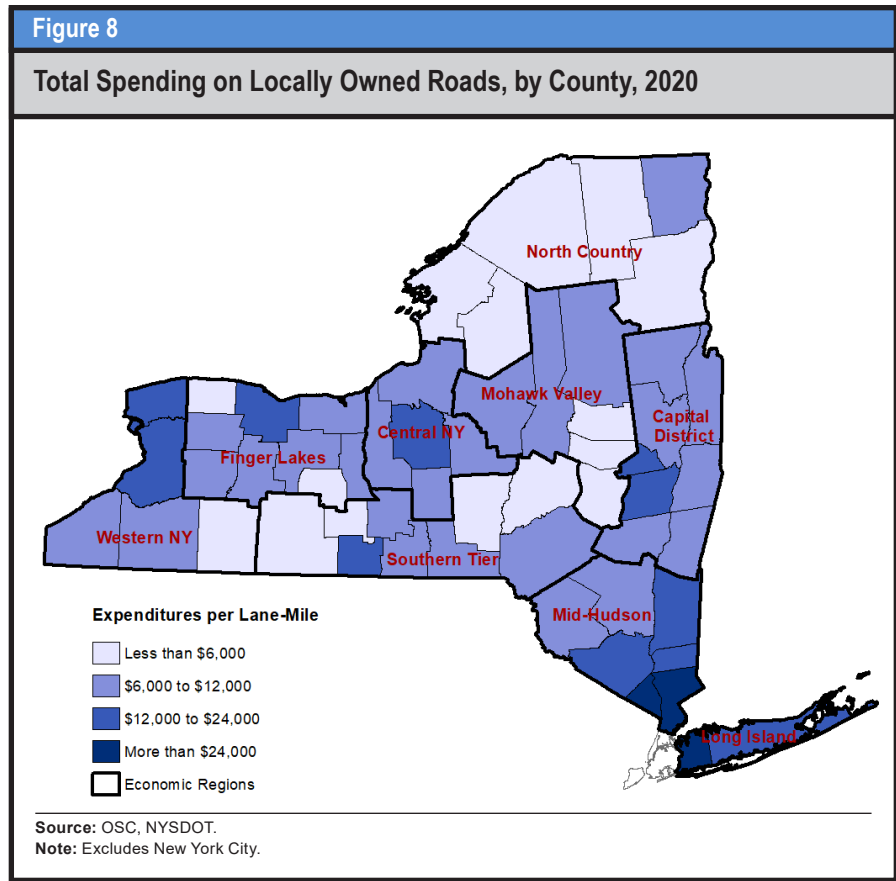 Figure 8
Total Spending on Locally Owned Roads, by County, 2020
North Country
Mohawk Valley
Capital
District
Central NY
Finger Lakes
Western NY
Southern Tier
Mid-Hudson
Long Island
Expenditures per Lane-Mile
Less than $6,000
$6,000 to $12,000
$12,000 to $24,000
More than $24,000
Economic Regions
Source: OSC, NYSDOT.
Note: Excludes New York City.